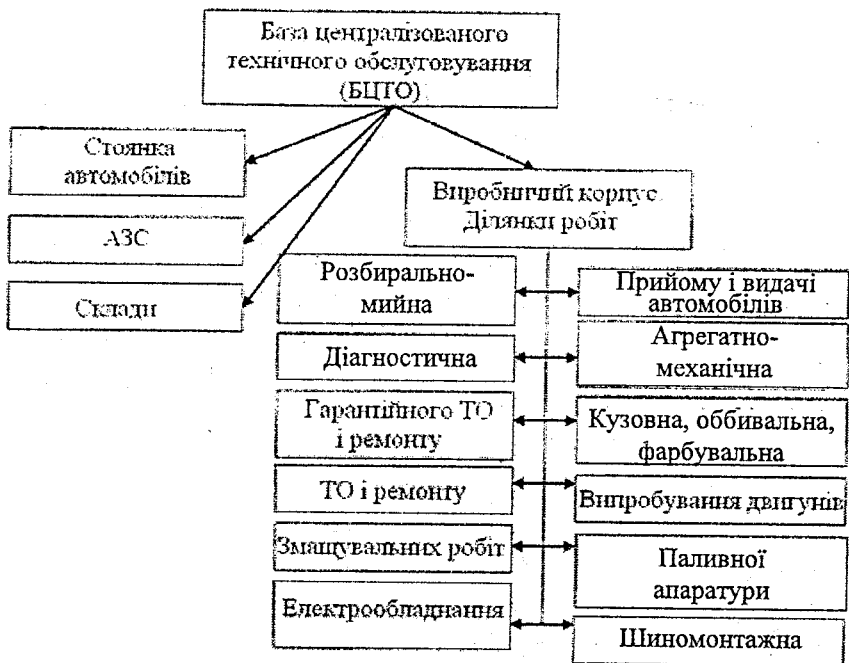 База централізованого
технічного обслуговування
(БЦТО)
Стоянка
автомобілів
АЗС
Склади
Виробничий корпус
Ділянки робіт
Розбирально-
мийна
Прийому і видачі
автомобілів
Діагностична
Агрегатно-
механічна
Гарантійного ТО
і ремонту
Кузовна, оббивальна,
фарбувальна
ТО і ремонту
Випробування двигунів
Змащувальних робіт
Паливної
апаратури
Електрообладнання
Шиномонтажна